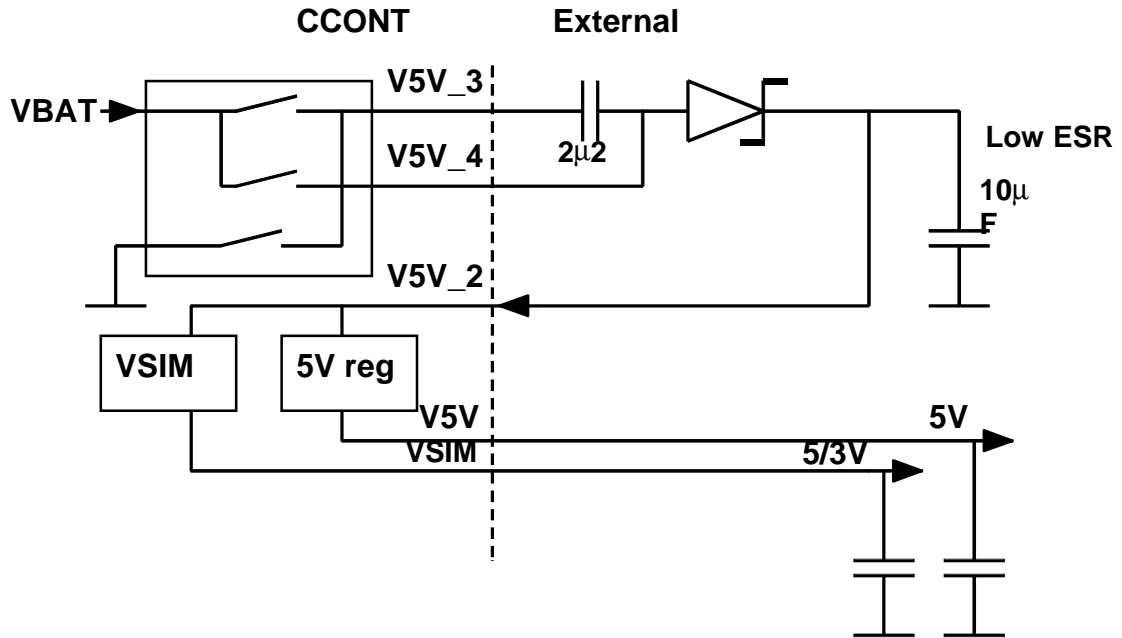 CCONT
External
VBAT
V5V_3
2μ2
V5V_4
Low ESR
10μ
F
V5V_2
VSIM
5V reg
V5V
5V
VSIM
5/3V